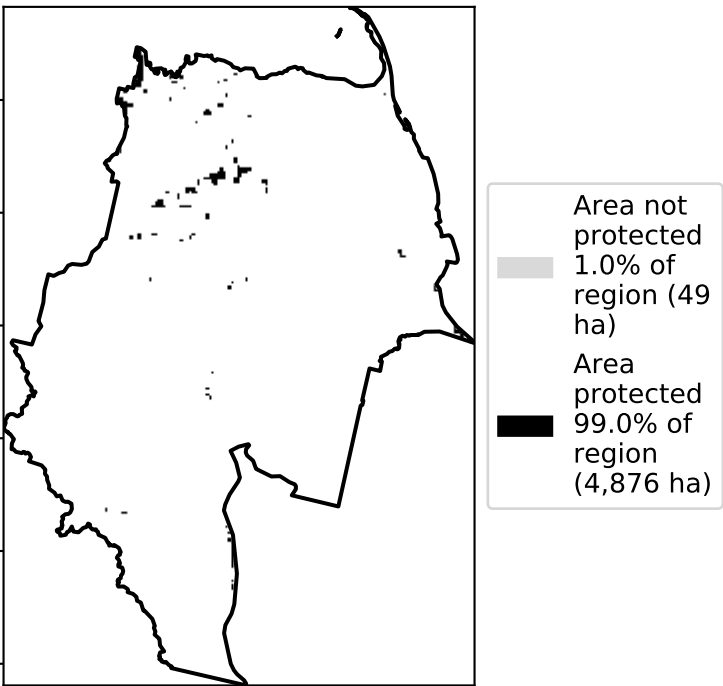 Area not
protected
1.0% of
region (49
ha)
Area
protected
99.0% of
region
(4,876 ha)